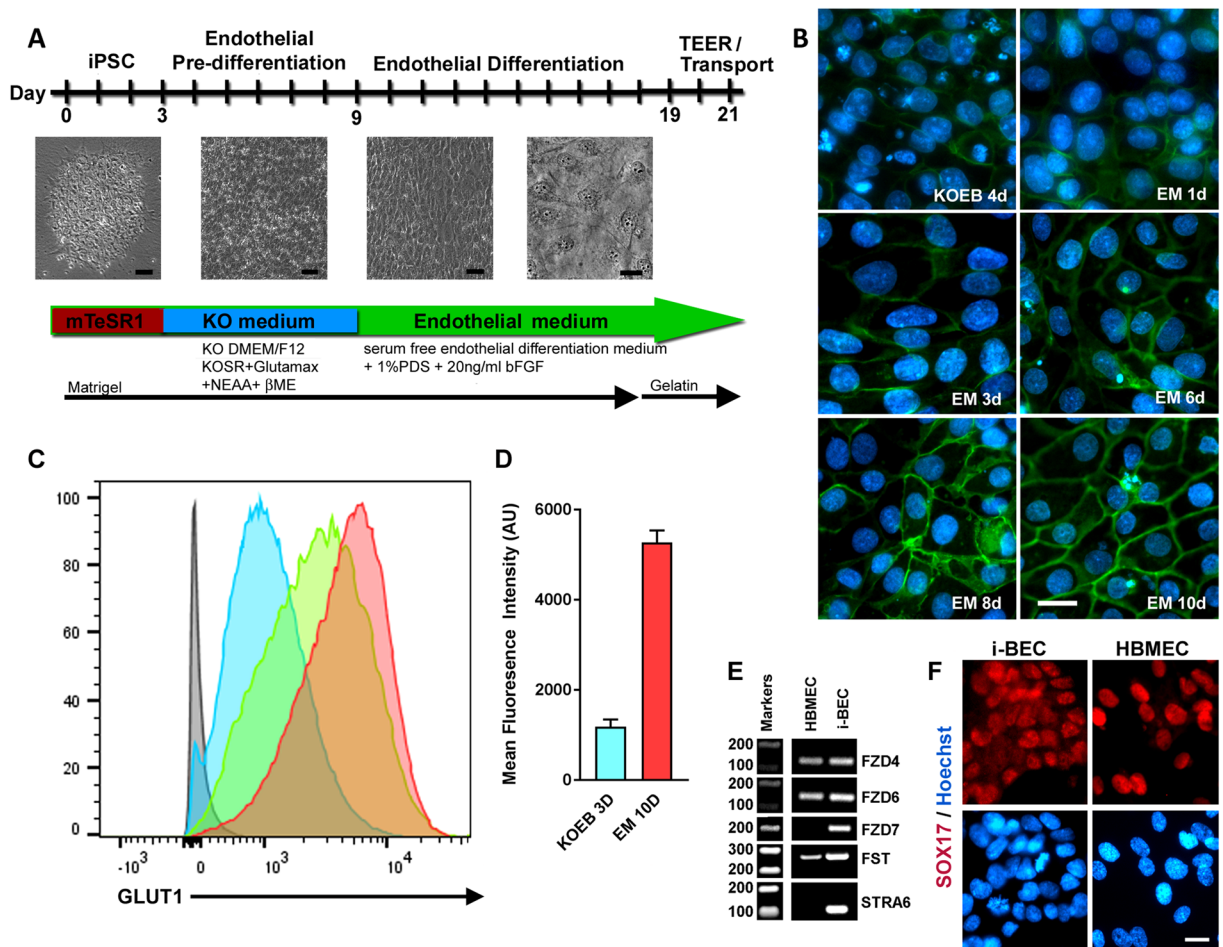 A
iPSC
Endothelial
Pre-differentiation
Endothelial Differentiation
TEER /
Transport
Day
0
3
9
19
21
mTeSR1
KO medium
Endothelial medium
KO DMEM/F12
KOSR+Glutamax
+NEAA+ βME
serum free endothelial differentiation medium
+ 1%PDS + 20ng/ml bFGF
Matrigel
Gelatin
B
KOEB 4d
EM 1d
EM 3d
EM 6d
EM 8d
EM 10d
C
100
80
60
40
20
0
-10³
0
10³
10⁴
GLUT1
D
Mean Fluoresence Intensity (AU)
6000
4000
2000
0
KOEB 3D
EM 10D
E
Markers
HBMEC
i-BEC
200
100
FZD4
200
100
FZD6
200
FZD7
300
200
FST
200
100
STRA6
F
i-BEC
HBMEC
SOX17 / Hoechst